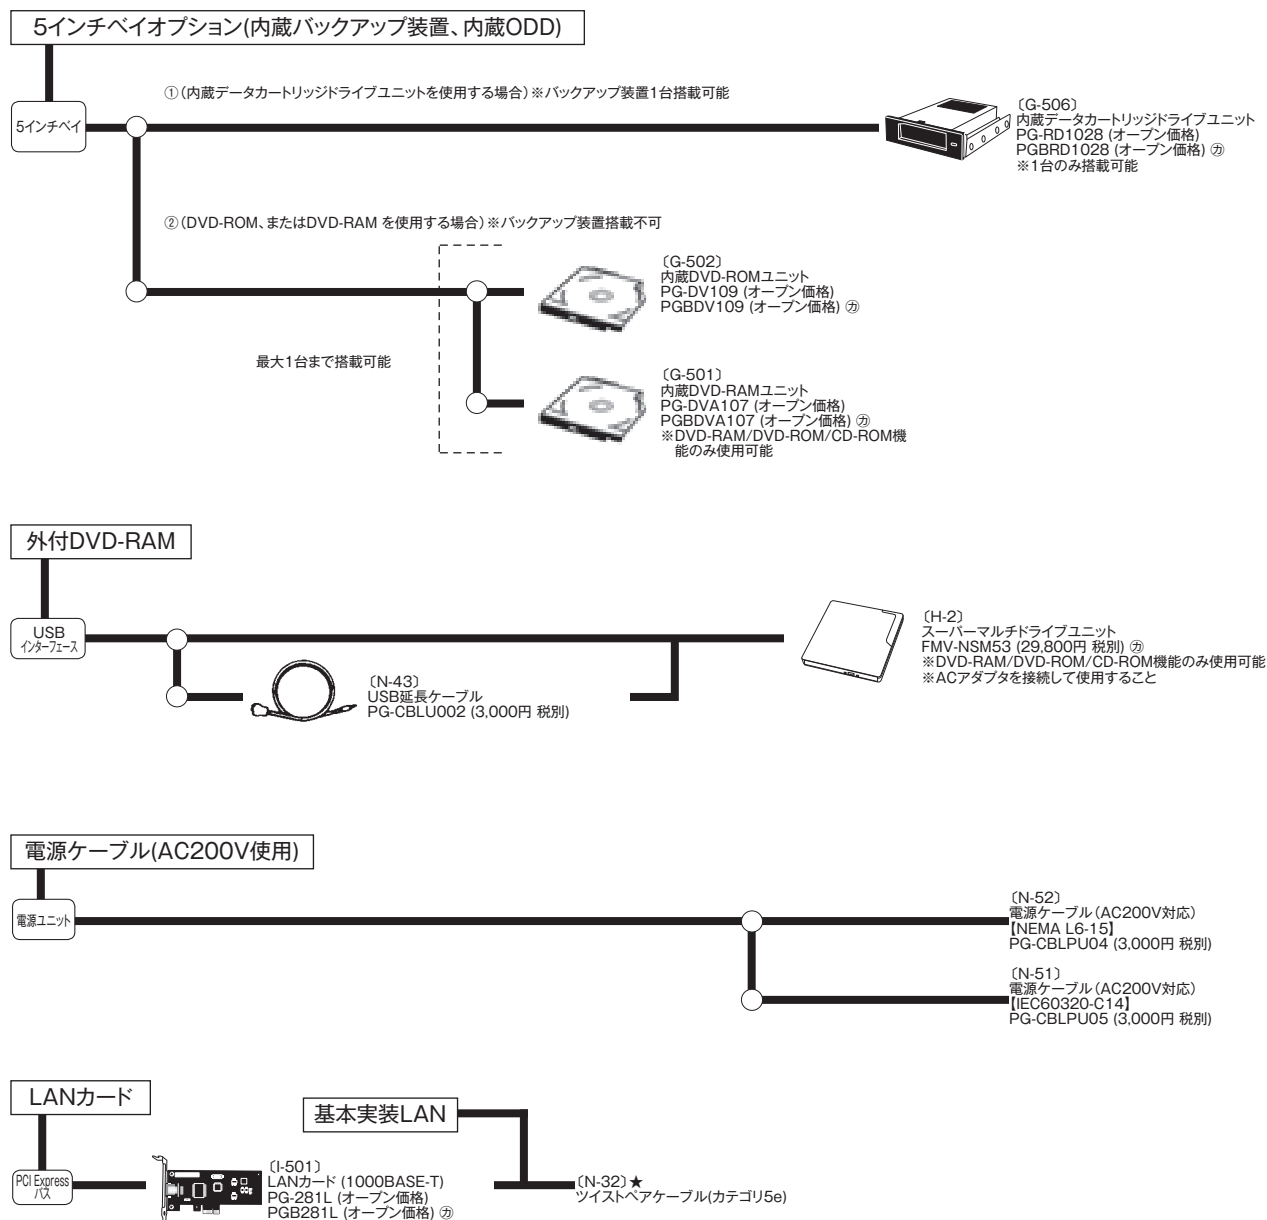 5インチベイオプション(内蔵バックアップ装置、内蔵ODD)
①(内蔵データカートリッジドライブユニットを使用する場合)※バックアップ装置1台搭載可能
5インチベイ
〔G-506〕
内蔵データカートリッジドライブユニット
PG-RD1028 (オープン価格)
PGBRD1028 (オープン価格) ㋕
※1台のみ搭載可能
②(DVD-ROM、またはDVD-RAM を使用する場合)※バックアップ装置搭載不可
〔G-502〕
内蔵DVD-ROMユニット
PG-DV109 (オープン価格)
PGBDV109 (オープン価格) ㋕
最大1台まで搭載可能
〔G-501〕
内蔵DVD-RAMユニット
PG-DVA107 (オープン価格)
PGBDVA107 (オープン価格) ㋕
※DVD-RAM/DVD-ROM/CD-ROM機
能のみ使用可能
外付DVD-RAM
USB
インターフェース
〔H-2〕
スーパーマルチドライブユニット
FMV-NSM53 (29,800円 税別) ㋕
※DVD-RAM/DVD-ROM/CD-ROM機能のみ使用可能
※ACアダプタを接続して使用すること
〔N-43〕
USB延長ケーブル
PG-CBLU002 (3,000円 税別)
電源ケーブル(AC200V使用)
電源ユニット
〔N-52〕
電源ケーブル(AC200V対応)
【NEMA L6-15】
PG-CBLPU04 (3,000円 税別)
〔N-51〕
電源ケーブル(AC200V対応)
【IEC60320-C14】
PG-CBLPU05 (3,000円 税別)
LANカード
基本実装LAN
PCI Express
バス
〔I-501〕
LANカード (1000BASE-T)
PG-281L (オープン価格)
PGB281L (オープン価格) ㋕
〔N-32〕★
ツイストペアケーブル(カテゴリ5e)